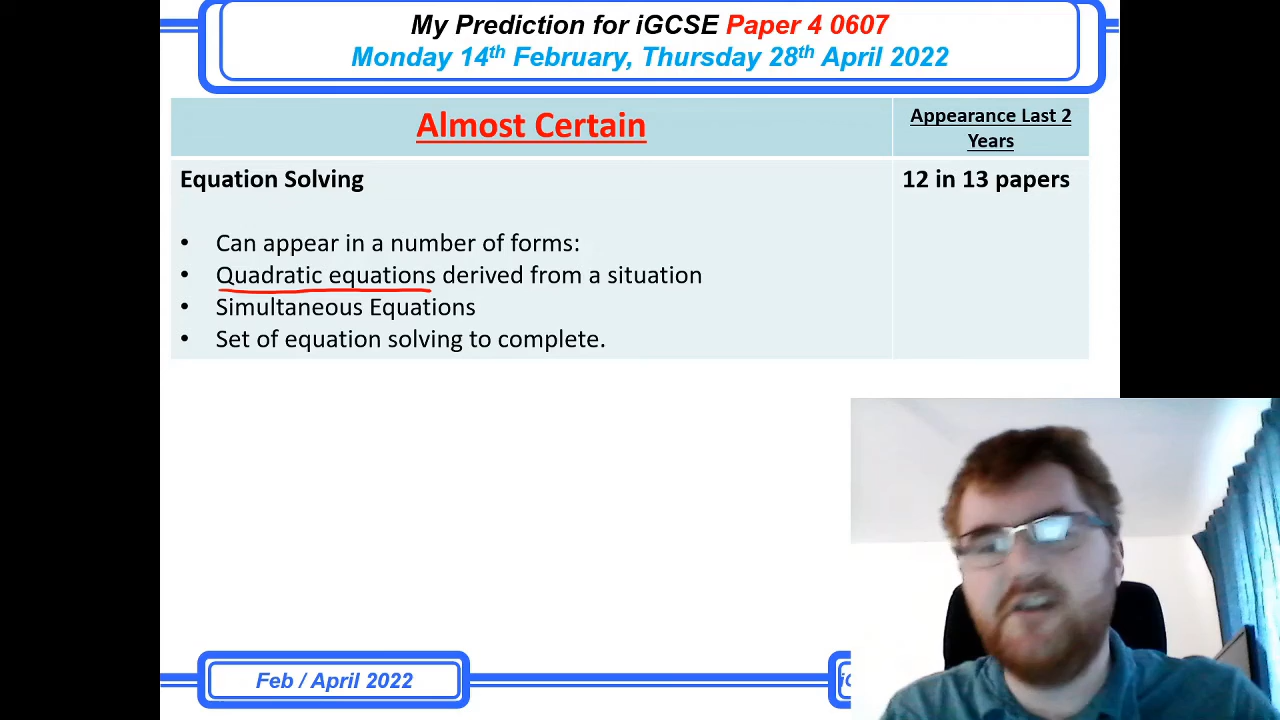 My Prediction for iGCSE Paper 4 0607
Monday 14th February, Thursday 28th April 2022
Almost Certain
Appearance Last 2
Years
Equation Solving
12 in 13 papers
• Can appear in a number of forms:
• Quadratic equations derived from a situation
• Simultaneous Equations
• Set of equation solving to complete.
Feb / April 2022